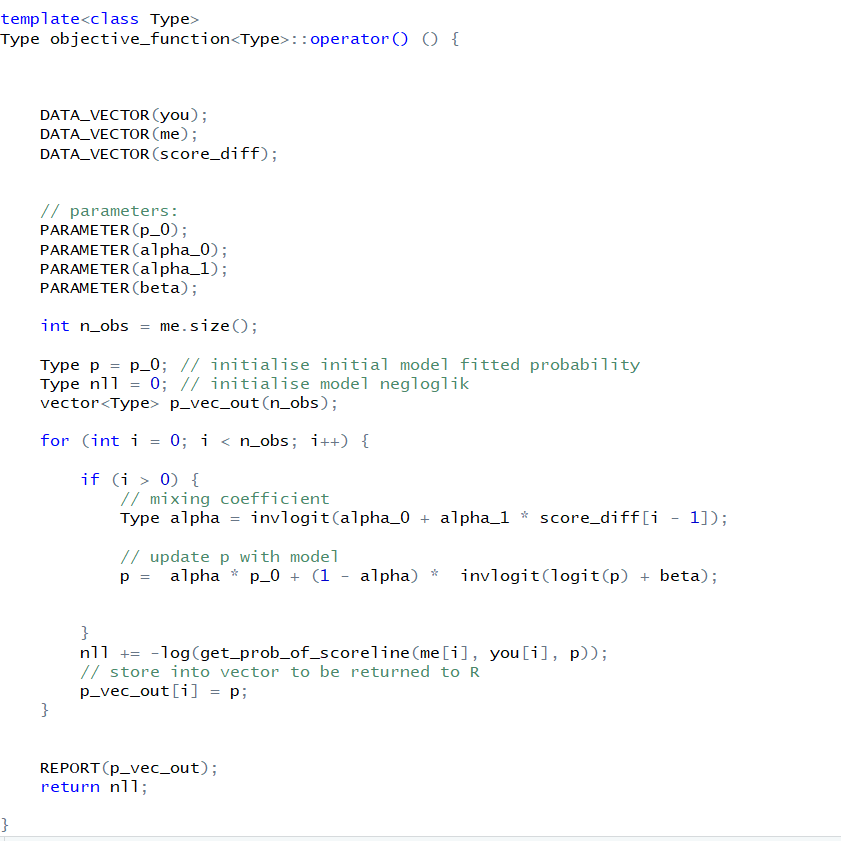 template<class Type>
Type objective_function<Type>::operator() () {
DATA_VECTOR(you);
DATA_VECTOR(me);
DATA_VECTOR(score_diff);
// parameters:
PARAMETER(p_0);
PARAMETER(alpha_0);
PARAMETER(alpha_1);
PARAMETER(beta);
int n_obs = me.size();
Type p = p_0; // initialise initial model fitted probability
Type nll = 0; // initialise model negloglik
vector<Type> p_vec_out(n_obs);
for (int i = 0; i < n_obs; i++) {
if (i > 0) {
// mixing coefficient
Type alpha = invlogit(alpha_0 + alpha_1 * score_diff[i - 1]);
// update p with model
p =  alpha * p_0 + (1 - alpha) *  invlogit(logit(p) + beta);
}
nll += -log(get_prob_of_scoreline(me[i], you[i], p));
// store into vector to be returned to R
p_vec_out[i] = p;
}
REPORT(p_vec_out);
return nll;
}